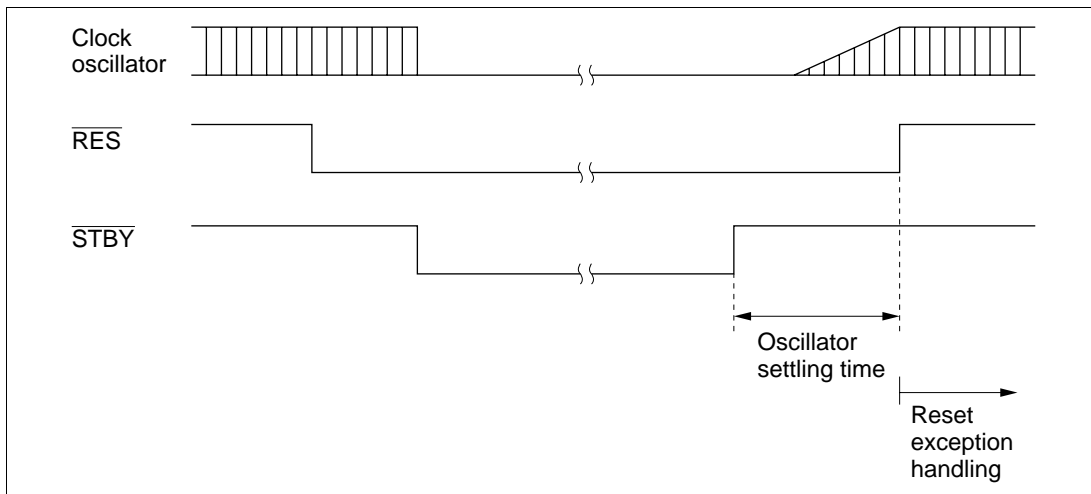 Clock
oscillator
RES
STBY
Oscillator
settling time
Reset
exception
handling